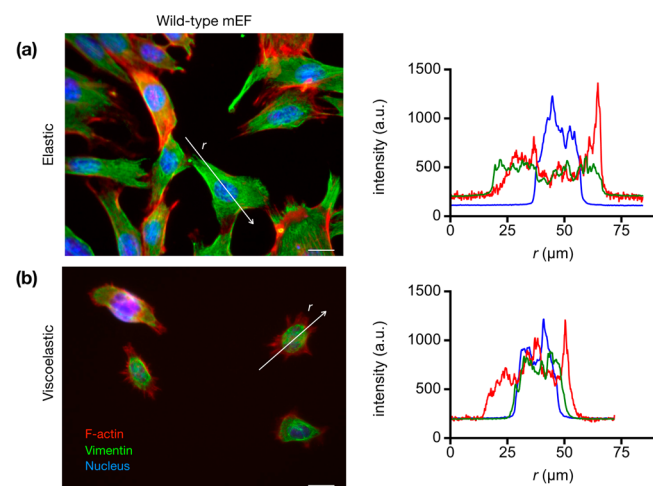 Wild-type mEF
(a)
Elastic
r
intensity (a.u.)
1500
1000
500
0
0 25 50 75
r (µm)
(b)
Viscoelastic
r
F-actin
Vimentin
Nucleus
intensity (a.u.)
1500
1000
500
0
0 25 50 75
r (µm)